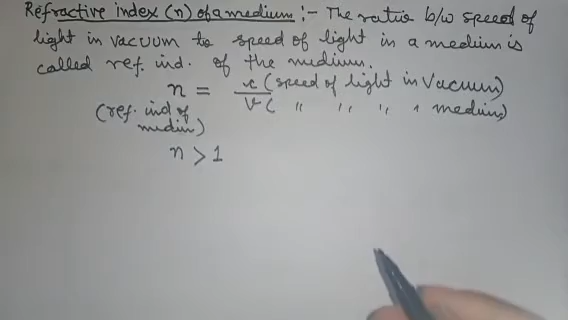 Refractive index (n) of a medium :- The ratio b/w speed of
light in vacuum to speed of light in a medium is
called ref. ind. of the medium.
n = c (speed of light in Vacuum)
V ( " " " " medium)
(ref. ind of
medium)
n > 1